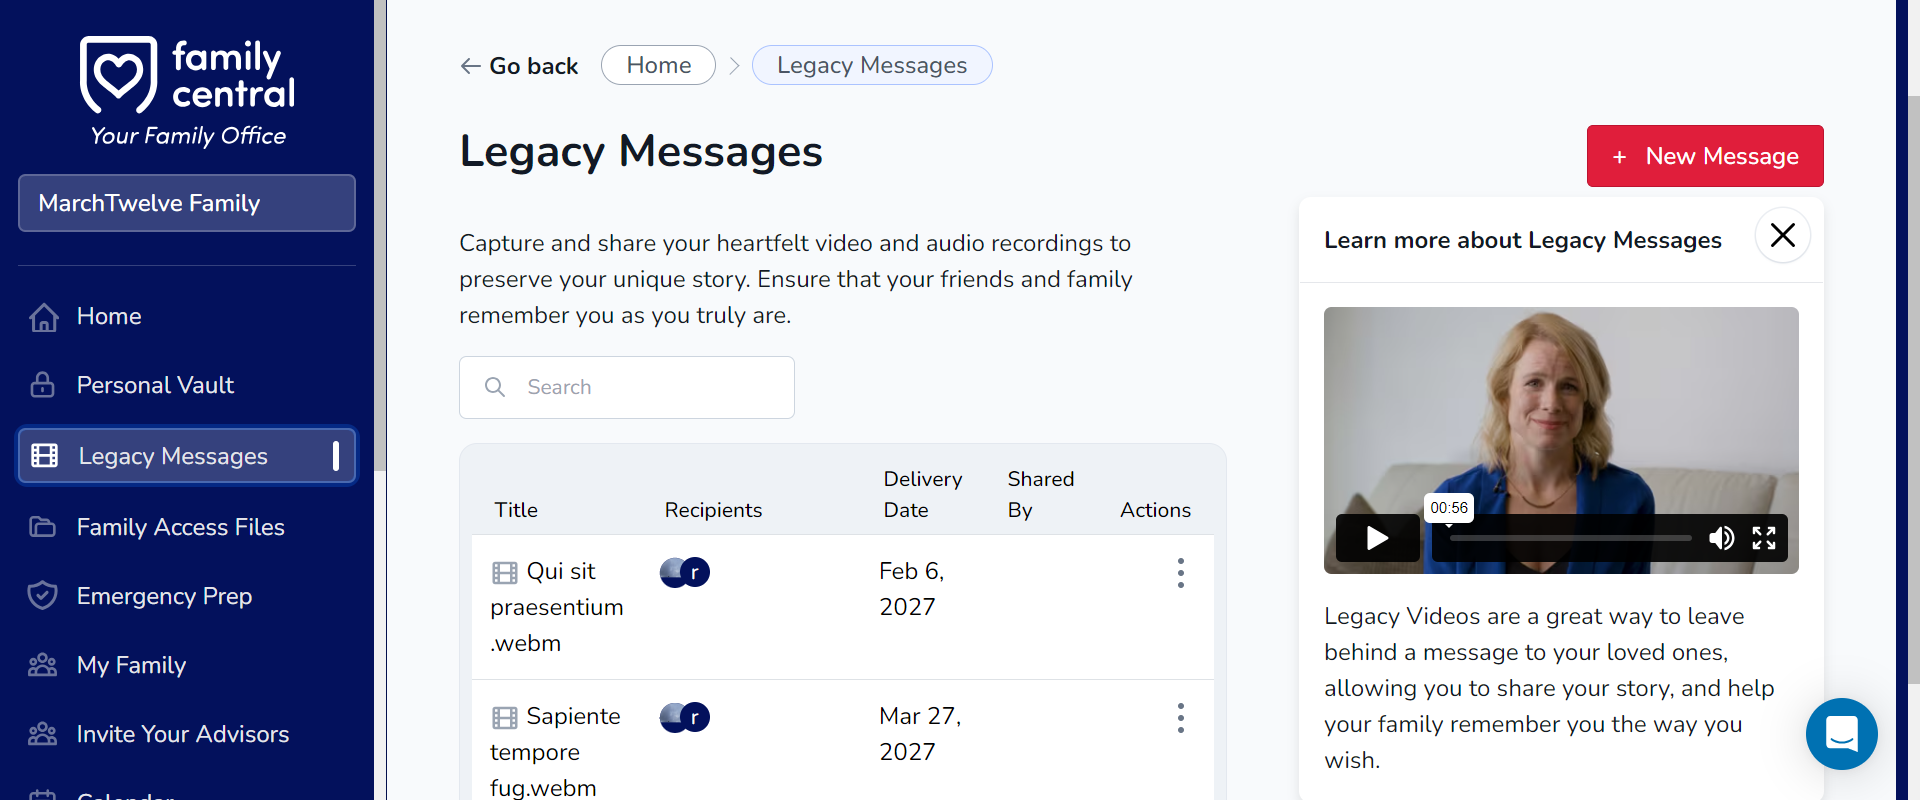 family
central
Your Family Office
MarchTwelve Family
Home
Personal Vault
Legacy Messages
Family Access Files
Emergency Prep
My Family
Invite Your Advisors
Calendar
Go back
Home
Legacy Messages
Legacy Messages
+ New Message
Capture and share your heartfelt video and audio recordings to
preserve your unique story. Ensure that your friends and family
remember you as you truly are.
Search
Title
Recipients
Delivery
Date
Shared
By
Actions
Qui sit
praesentium
.webm
r
Feb 6,
2027
Sapiente
tempore
fug.webm
r
Mar 27,
2027
Learn more about Legacy Messages
00:56
Legacy Videos are a great way to leave
behind a message to your loved ones,
allowing you to share your story, and help
your family remember you the way you
wish.